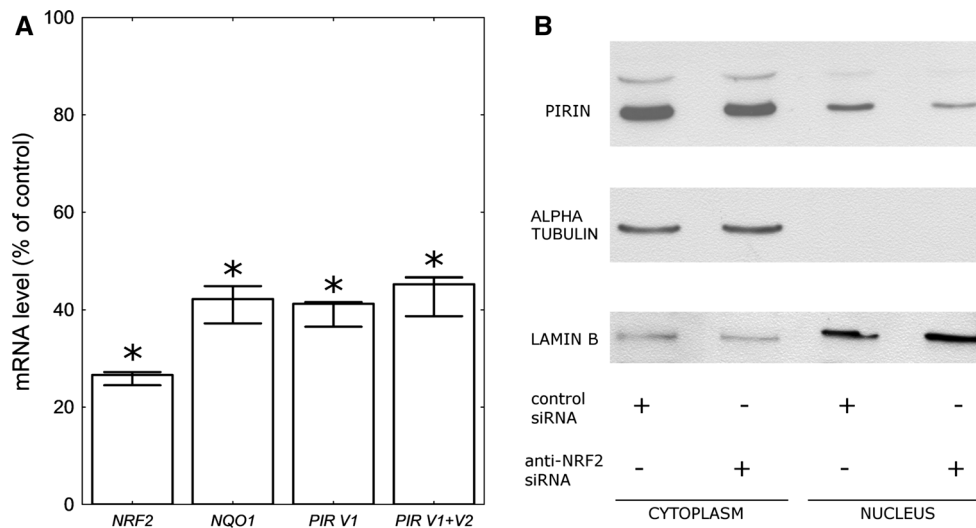 A
mRNA level (% of control)
100
80
60
40
20
0
*
*
*
*
NRF2 NQO1 PIR V1 PIR V1+V2
B
PIRIN
ALPHA
TUBULIN
LAMIN B
control
siRNA
+ - + -
anti-NRF2
siRNA
- + - +
CYTOPLASM NUCLEUS